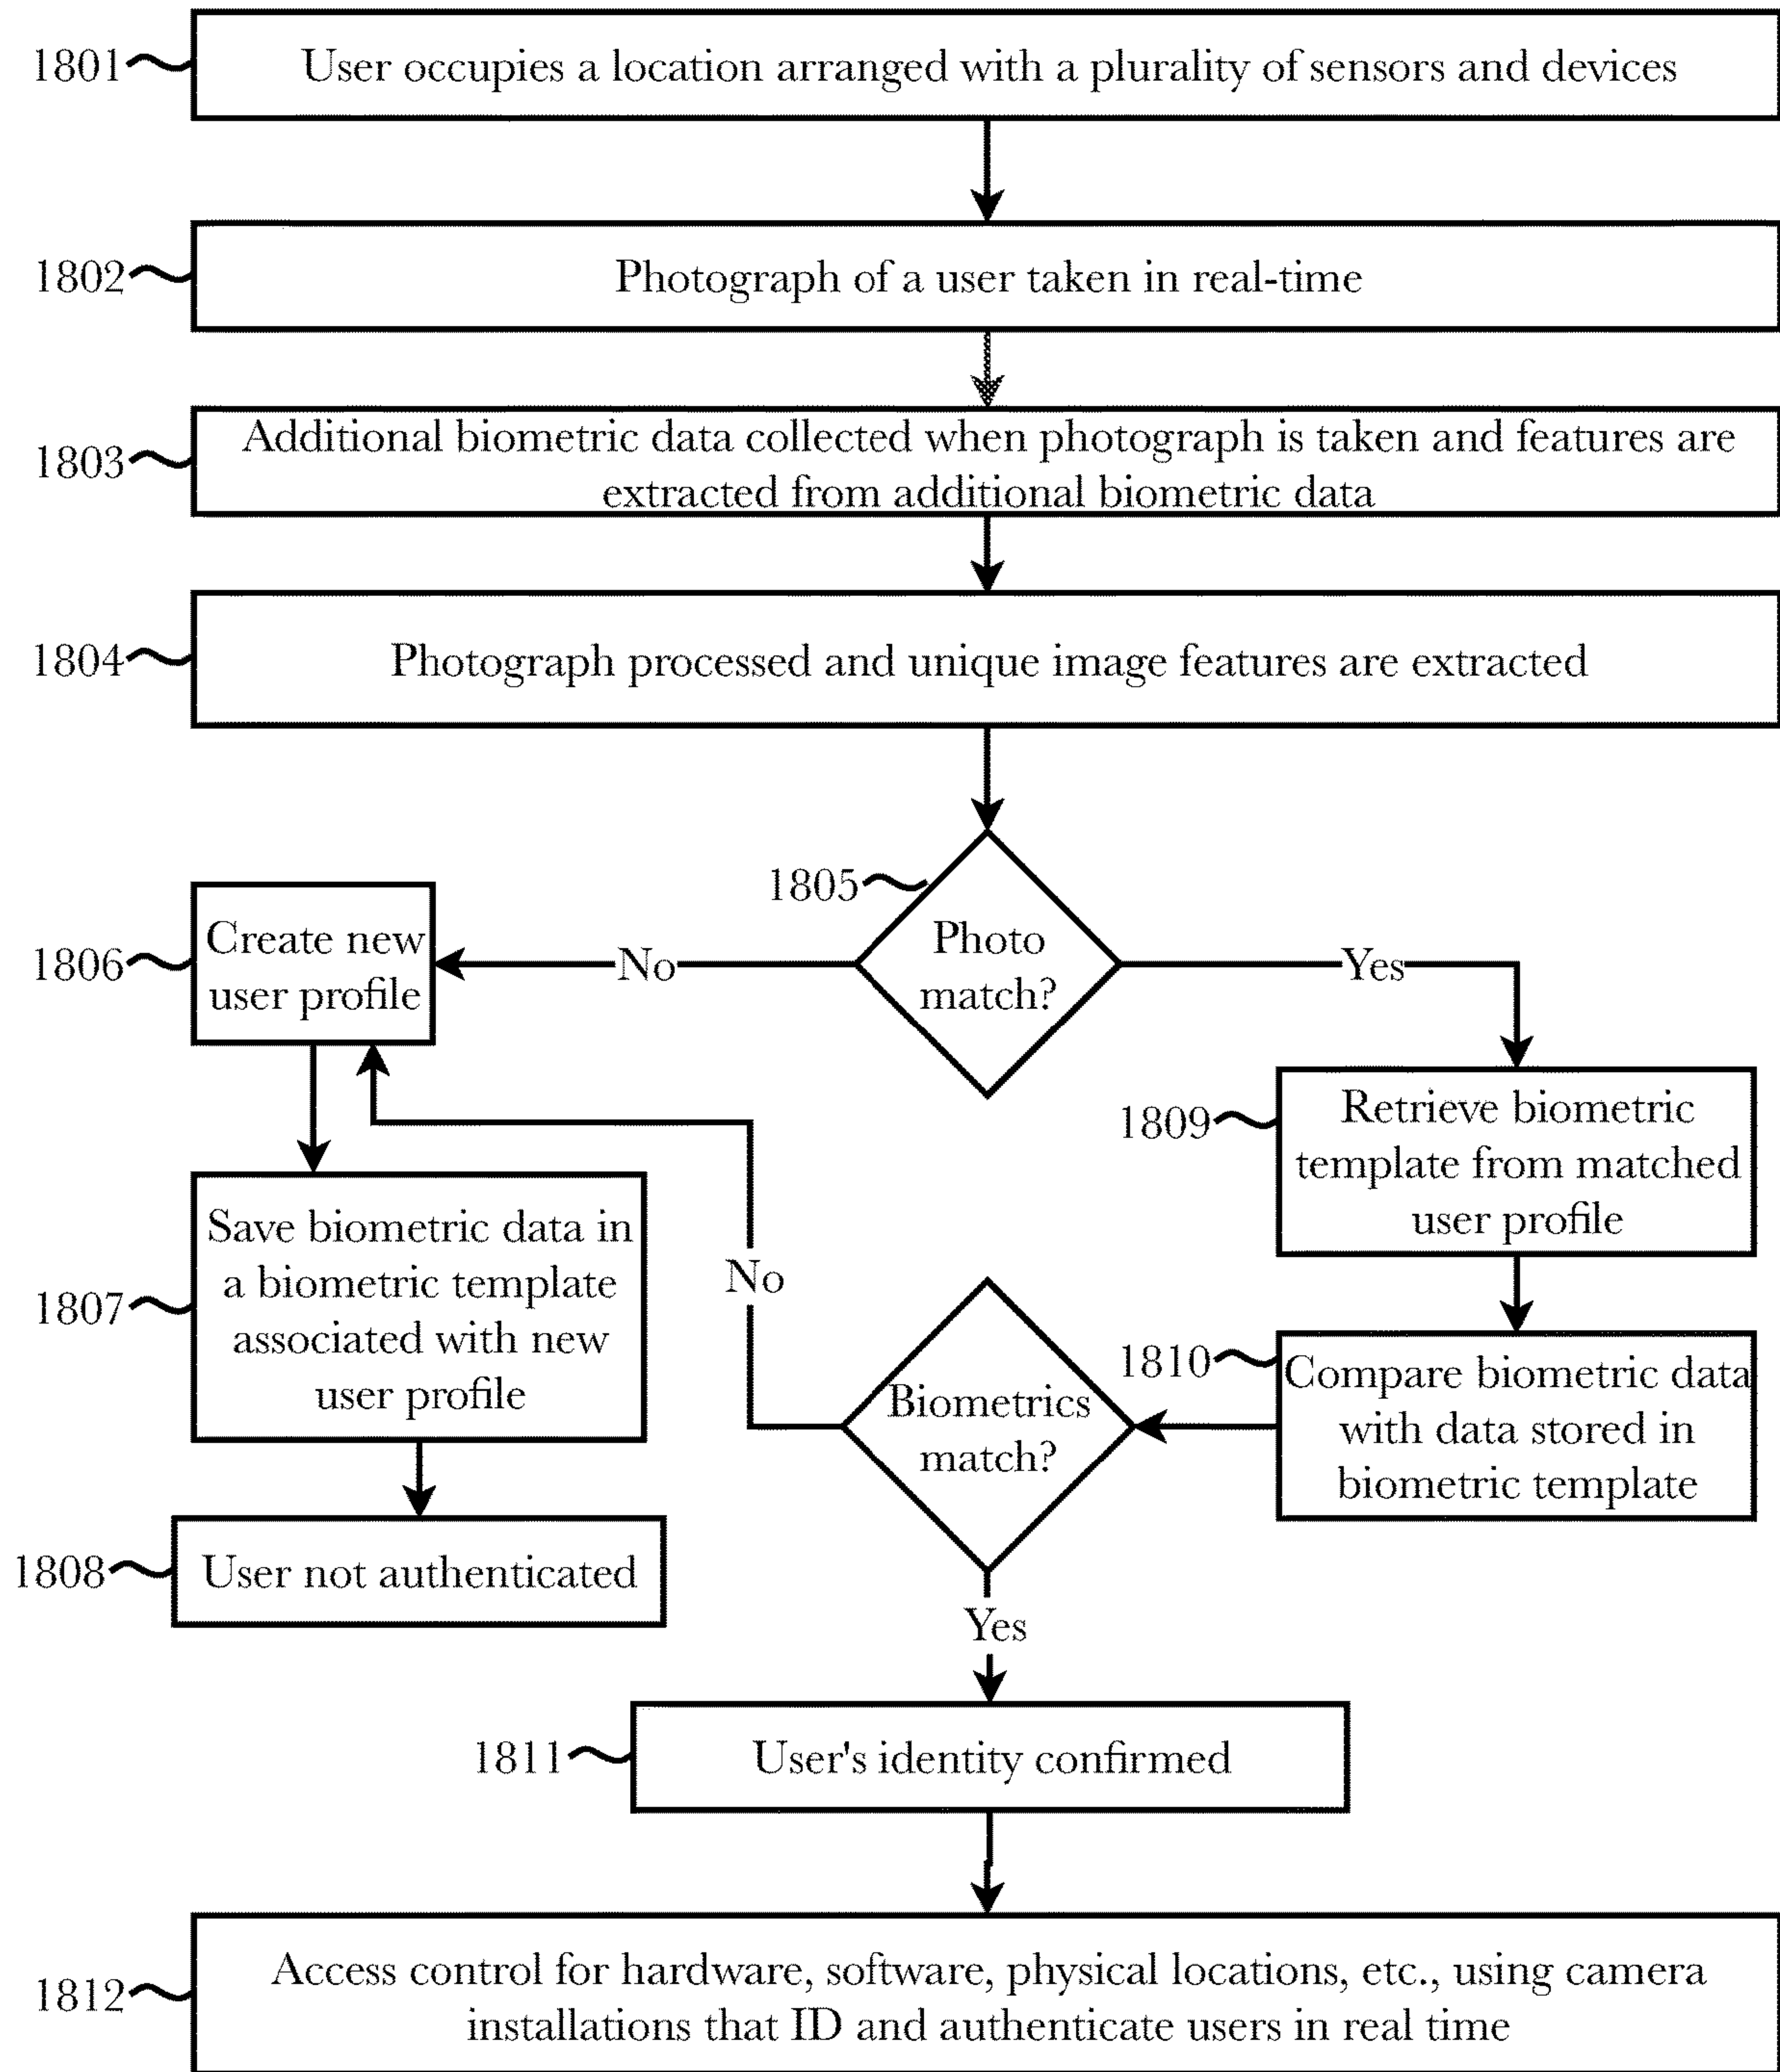 1801
User occupies a location arranged with a plurality of sensors and devices
1802
Photograph of a user taken in real-time
1803
Additional biometric data collected when photograph is taken and features are
extracted from additional biometric data
1804
Photograph processed and unique image features are extracted
1805
Photo
match?
No
Yes
1806
Create new
user profile
1807
Save biometric data in
a biometric template
associated with new
user profile
1808
User not authenticated
1809
Retrieve biometric
template from matched
user profile
1810
Compare biometric data
with data stored in
biometric template
Biometrics
match?
No
Yes
1811
User's identity confirmed
1812
Access control for hardware, software, physical locations, etc., using camera
installations that ID and authenticate users in real time